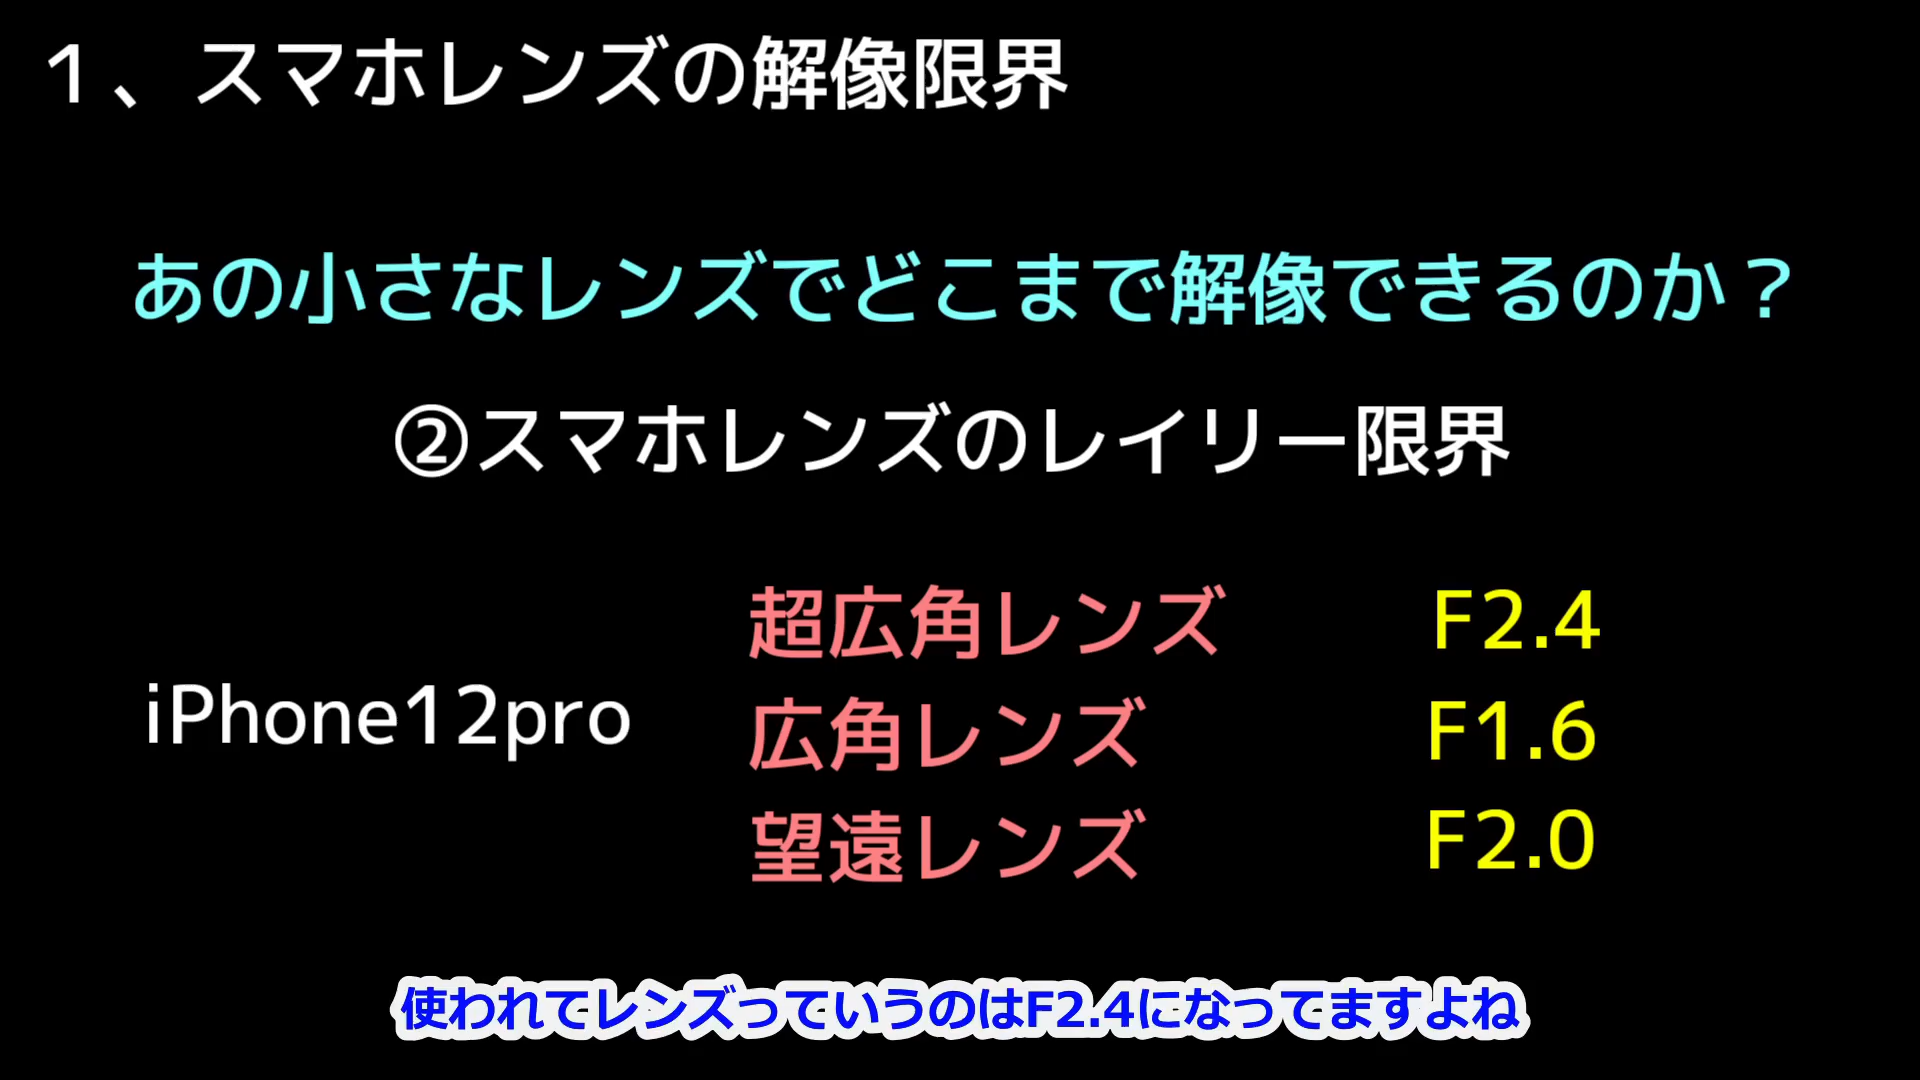 １、スマホレンズの解像限界
あの小さなレンズでどこまで解像できるのか？
②スマホレンズのレイリー限界
超広角レンズ F2.4
iPhone12pro 広角レンズ F1.6
望遠レンズ F2.0
使われてレンズっていうのはF2.4になってますよね